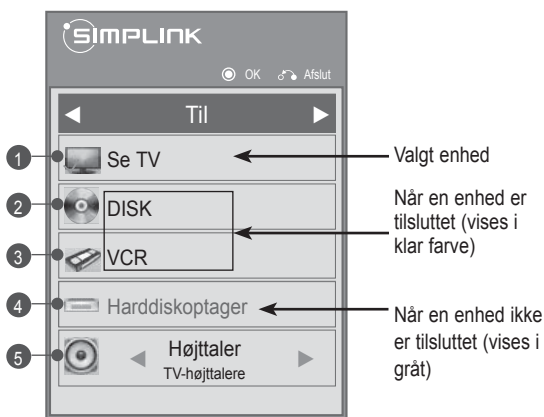 SIMPLINK
OK Afslut
Til
1 Se TV
Valgt enhed
2 DISK
3 VCR
Når en enhed er
tilsluttet (vises i
klar farve)
4 Harddiskoptager
Når en enhed ikke
er tilsluttet (vises i
gråt)
5 Højttaler
TV-højttalere